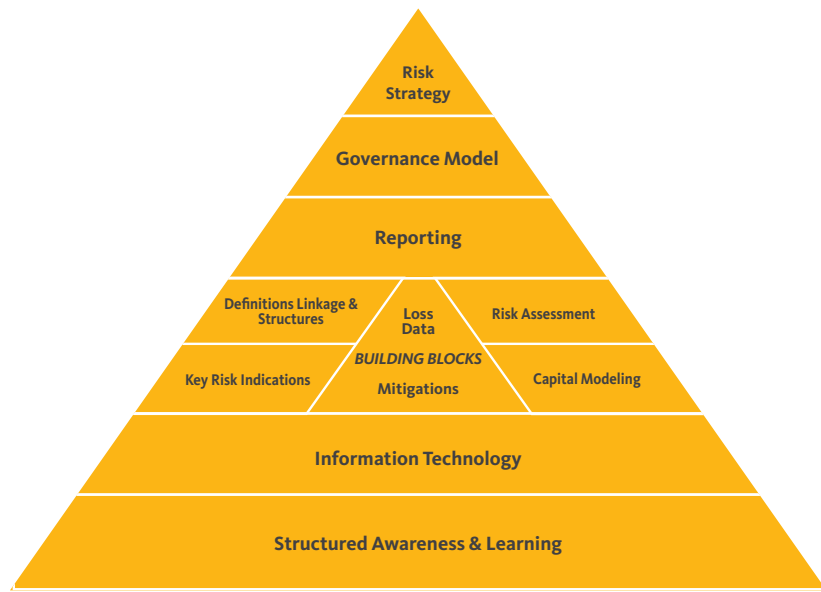 Risk
Strategy
Governance Model
Reporting
Definitions Linkage &
Structures
Loss
Data
Risk Assessment
BUILDING BLOCKS
Key Risk Indications
Mitigations
Capital Modeling
Information Technology
Structured Awareness & Learning